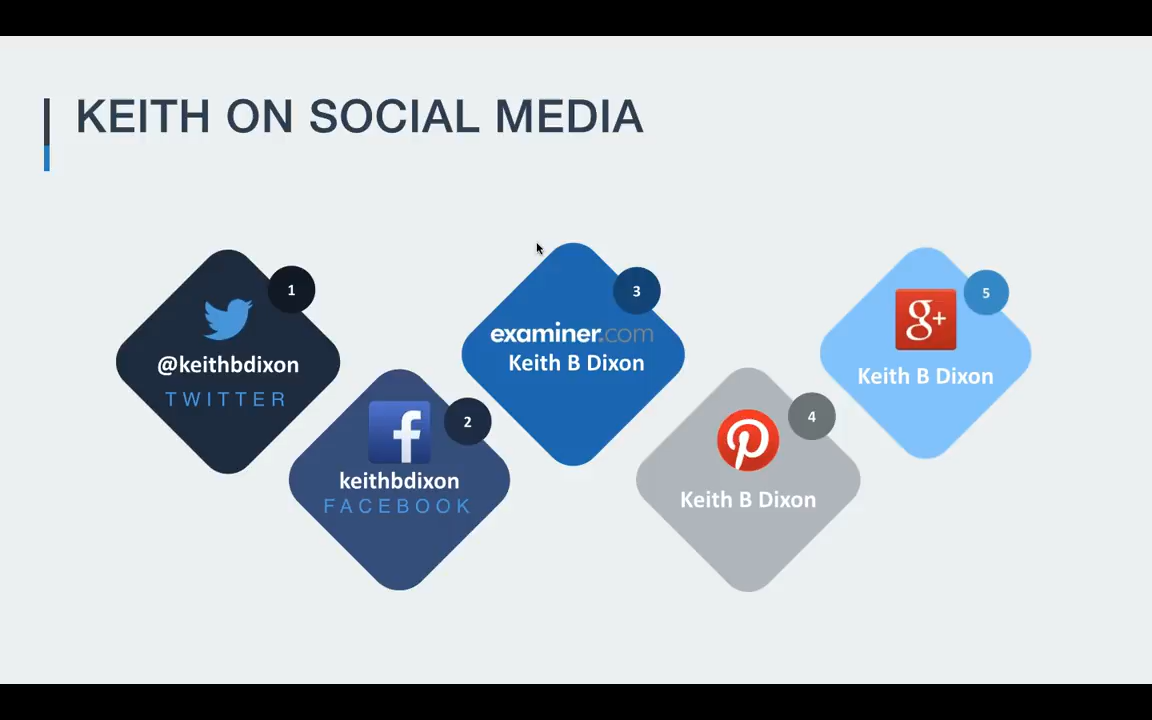 KEITH ON SOCIAL MEDIA
1
@keithbdixon
TWITTER
2
f
keithbdixon
FACEBOOK
3
examiner.com
Keith B Dixon
4
Keith B Dixon
5
g+
Keith B Dixon